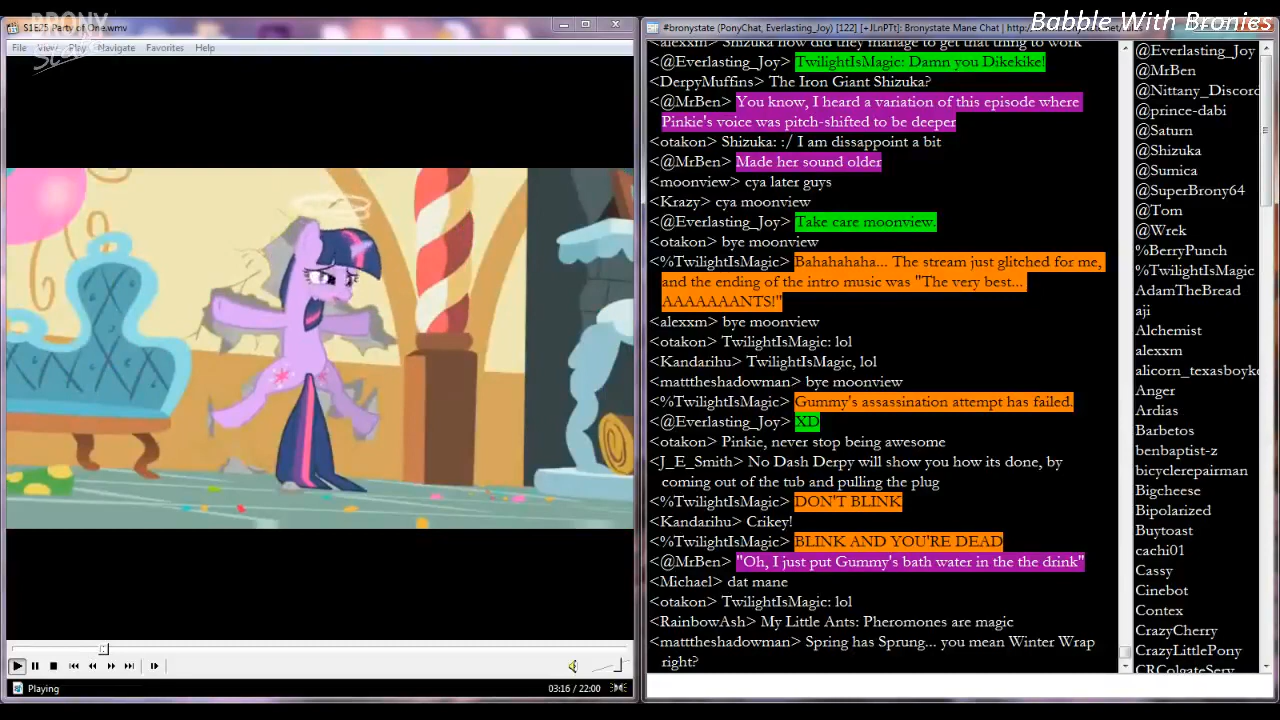 BRONY
State
S1E25 Party of One.wmv
File View Play Navigate Favorites Help
Playing
03:16 / 22:00
#bronystate (PonyChat, Everlasting_Joy) [122] [+JLnPTt]: Bronystate Mane Chat | http://
Babble With Bronies
<alexxm> Shizuka how did they manage to get that thing to work
<@Everlasting_Joy> TwilightIsMagic: Damn you Dikekike!
<DerpyMuffins> The Iron Giant Shizuka?
<@MrBen> You know, I heard a variation of this episode where
Pinkie's voice was pitch-shifted to be deeper
<otakon> Shizuka: :/ I am dissappoint a bit
<@MrBen> Made her sound older
<moonview> cya later guys
<Krazy> cya moonview
<@Everlasting_Joy> Take care moonview.
<otakon> bye moonview
<%TwilightIsMagic> Bahahahaha... The stream just glitched for me,
and the ending of the intro music was "The very best...
AAAAAAANTS!"
<alexxm> bye moonview
<otakon> TwilightIsMagic: lol
<Kandarihu> TwilightIsMagic, lol
<matttheshadowman> bye moonview
<%TwilightIsMagic> Gummy's assassination attempt has failed.
<@Everlasting_Joy> XD
<otakon> Pinkie, never stop being awesome
<J_E_Smith> No Dash Derpy will show you how its done, by
coming out of the tub and pulling the plug
<%TwilightIsMagic> DON'T BLINK
<Kandarihu> Crikey!
<%TwilightIsMagic> BLINK AND YOU'RE DEAD
<@MrBen> "Oh, I just put Gummy's bath water in the the drink"
<Michael> dat mane
<otakon> TwilightIsMagic: lol
<RainbowAsh> My Little Ants: Pheromones are magic
<matttheshadowman> Spring has Sprung... you mean Winter Wrap
right?
@Everlasting_Joy
@MrBen
@Nittany_Discord
@prince-dabi
@Saturn
@Shizuka
@Sumica
@SuperBrony64
@Tom
@Wrek
%BerryPunch
%TwilightIsMagic
AdamTheBread
aji
Alchemist
alexxm
alicorn_texasboykc
Anger
Ardias
Barbetos
benbaptist-z
bicyclerepairman
Bigcheese
Bipolarized
Buytoast
cachi01
Cassy
Cinebot
Contex
CrazyCherry
CrazyLittlePony
CRColgateServ